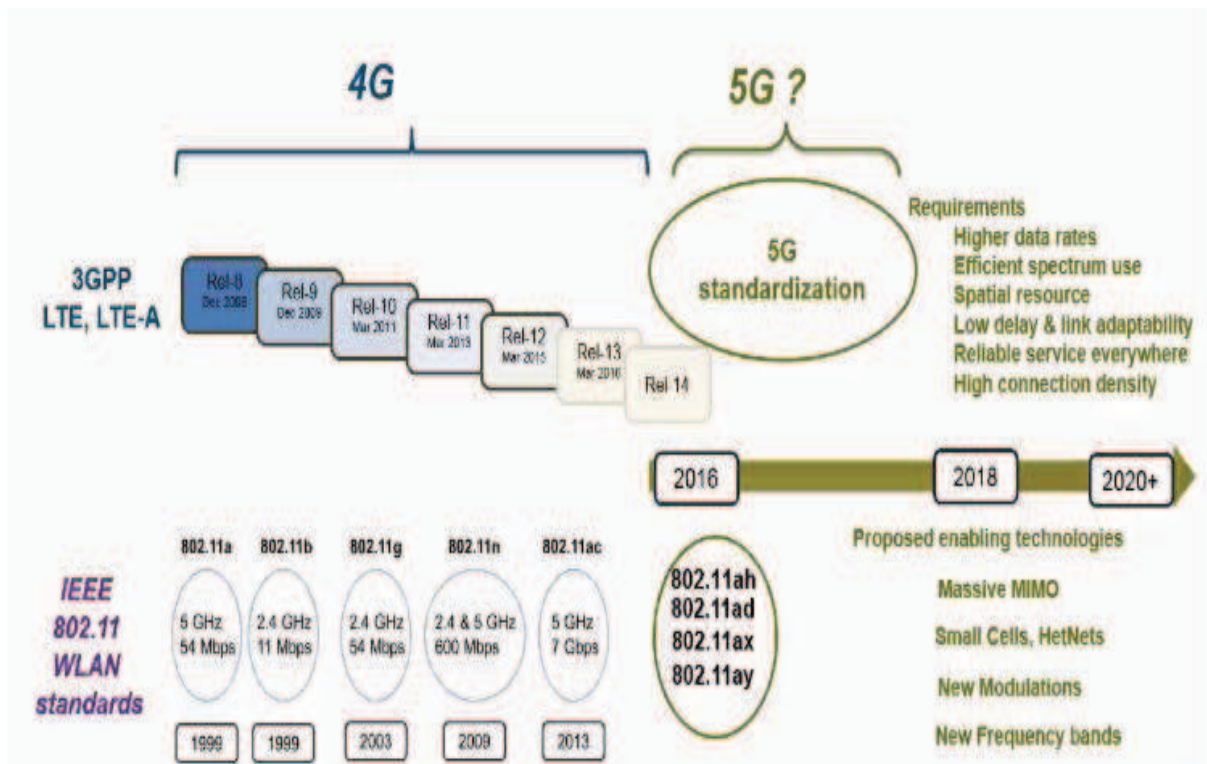 4G
5G ?
3GPP
LTE, LTE-A
Rel-8
Dec 2008
Rel-9
Dec 2009
Rel-10
Mar 2011
Rel-11
Mar 2013
Rel-12
Mar 2015
Rel-13
Mar 2016
Rel 14
5G
standardization
Requirements
Higher data rates
Efficient spectrum use
Spatial resource
Low delay & link adaptability
Reliable service everywhere
High connection density
2016
2018
2020+
IEEE
802.11
WLAN
standards
802.11a
5 GHz
54 Mbps
1999
802.11b
2.4 GHz
11 Mbps
1999
802.11g
2.4 GHz
54 Mbps
2003
802.11n
2.4 & 5 GHz
600 Mbps
2009
802.11ac
5 GHz
7 Gbps
2013
802.11ah
802.11ad
802.11ax
802.11ay
Proposed enabling technologies
Massive MIMO
Small Cells, HetNets
New Modulations
New Frequency bands